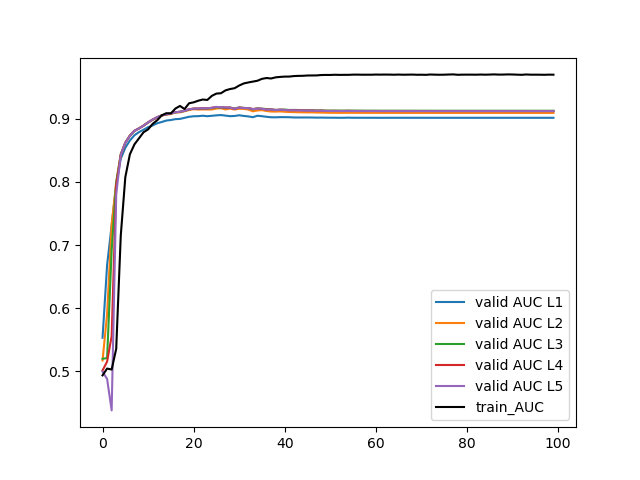 0.9
0.8
0.7
0.6
0.5
0 20 40 60 80 100
valid AUC L1
valid AUC L2
valid AUC L3
valid AUC L4
valid AUC L5
train_AUC